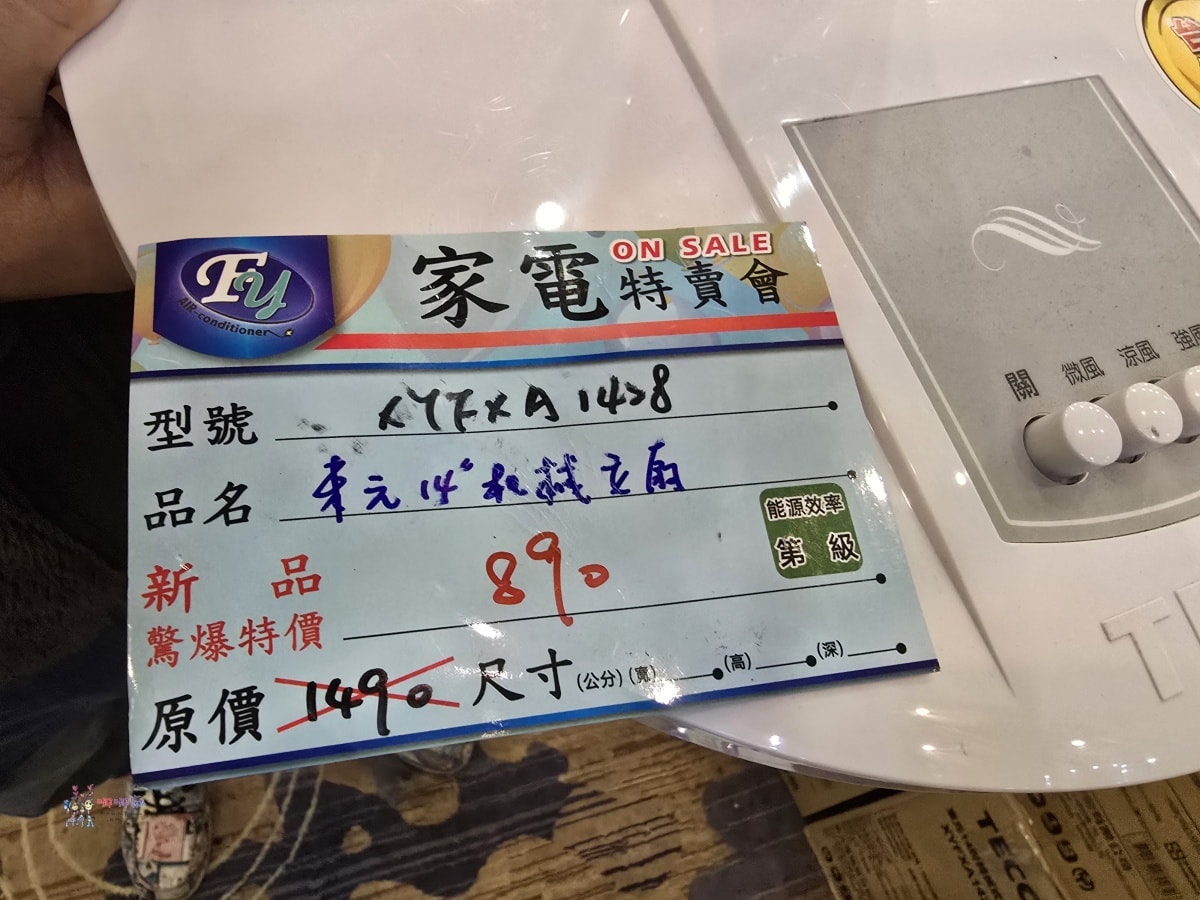 FY
AIR-conditioner
家電
ON SALE
特賣會
型號 XYFXA1428
品名 東元14"机械立扇
能源效率
第 級
新品 890
驚爆特價
原價 1490 尺寸(公分)(寬) (高) (深)
關 微風 涼風 強風
TE
TECO